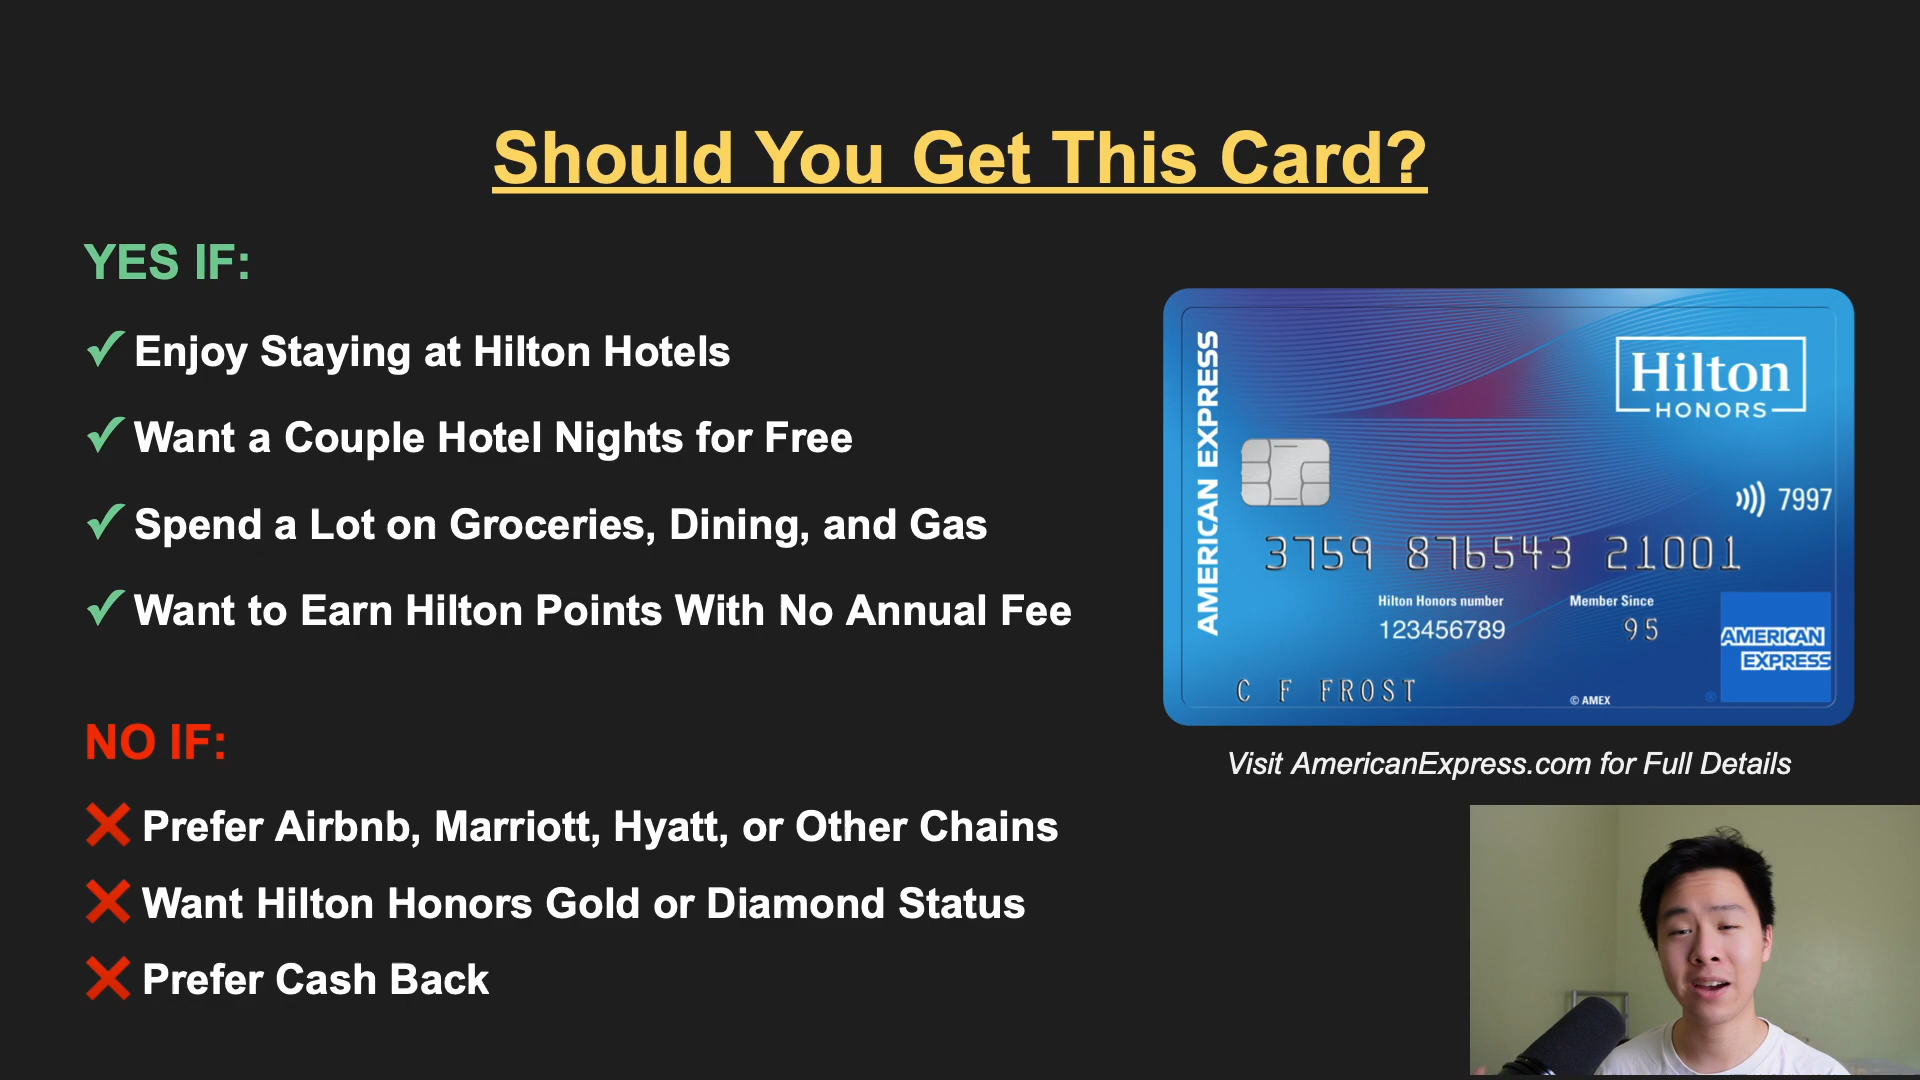 Should You Get This Card?
YES IF:
✓ Enjoy Staying at Hilton Hotels
✓ Want a Couple Hotel Nights for Free
✓ Spend a Lot on Groceries, Dining, and Gas
✓ Want to Earn Hilton Points With No Annual Fee
NO IF:
❌ Prefer Airbnb, Marriott, Hyatt, or Other Chains
❌ Want Hilton Honors Gold or Diamond Status
❌ Prefer Cash Back
AMERICAN EXPRESS
Hilton
HONORS
7997
3759 876543 21001
Hilton Honors number
Member Since
123456789
95
AMERICAN
EXPRESS
®
C F FROST
© AMEX
Visit AmericanExpress.com for Full Details